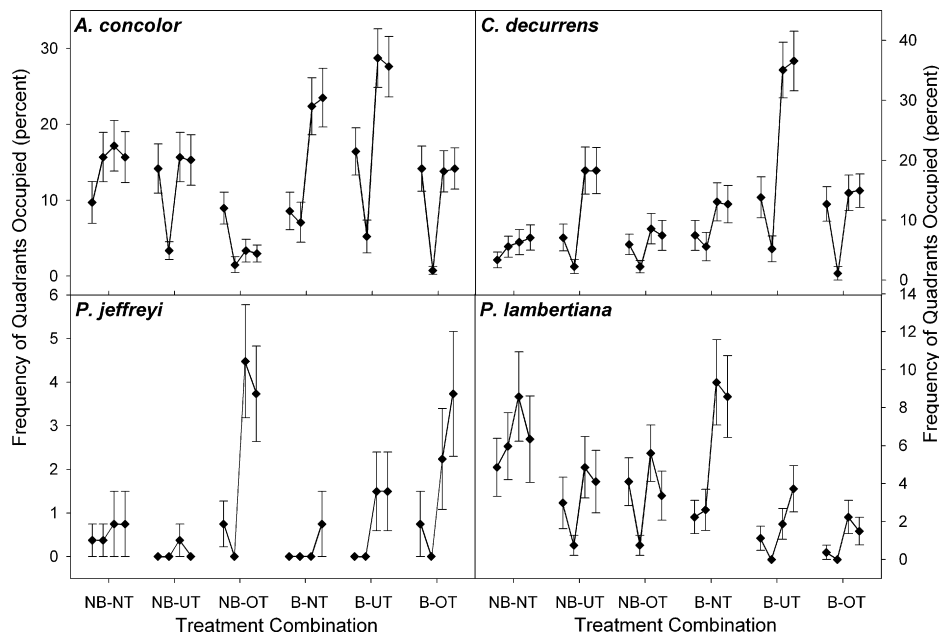 A. concolor
C. decurrens
30
20
10
0
40
30
20
10
0
P. jeffreyi
P. lambertiana
6
5
4
3
2
1
0
14
12
10
8
6
4
2
0
Frequency of Quadrants Occupied (percent)
Frequency of Quadrants Occupied (percent)
NB-NT NB-UT NB-OT B-NT B-UT B-OT
NB-NT NB-UT NB-OT B-NT B-UT B-OT
Treatment Combination
Treatment Combination